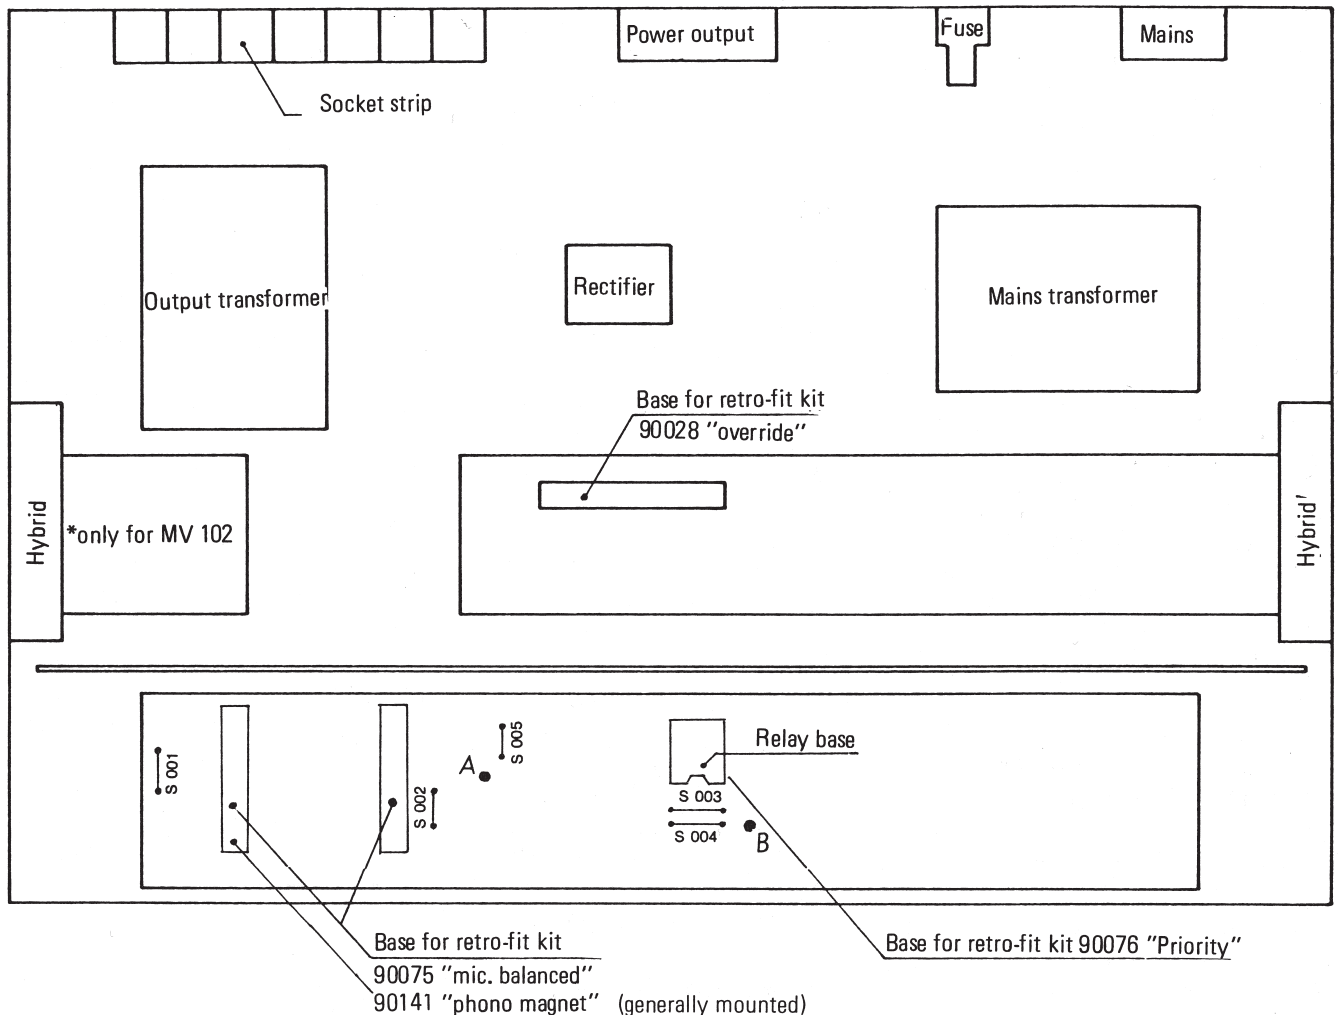 Power output
Fuse
Mains
Socket strip
Output transformer
Rectifier
Mains transformer
Base for retro-fit kit
90028 "override"
Hybrid
*only for MV 102
Hybrid'
S 001
S 002
A
S 005
Relay base
S 003
S 004
B
Base for retro-fit kit
90075 "mic. balanced"
90141 "phono magnet" (generally mounted)
Base for retro-fit kit 90076 "Priority"